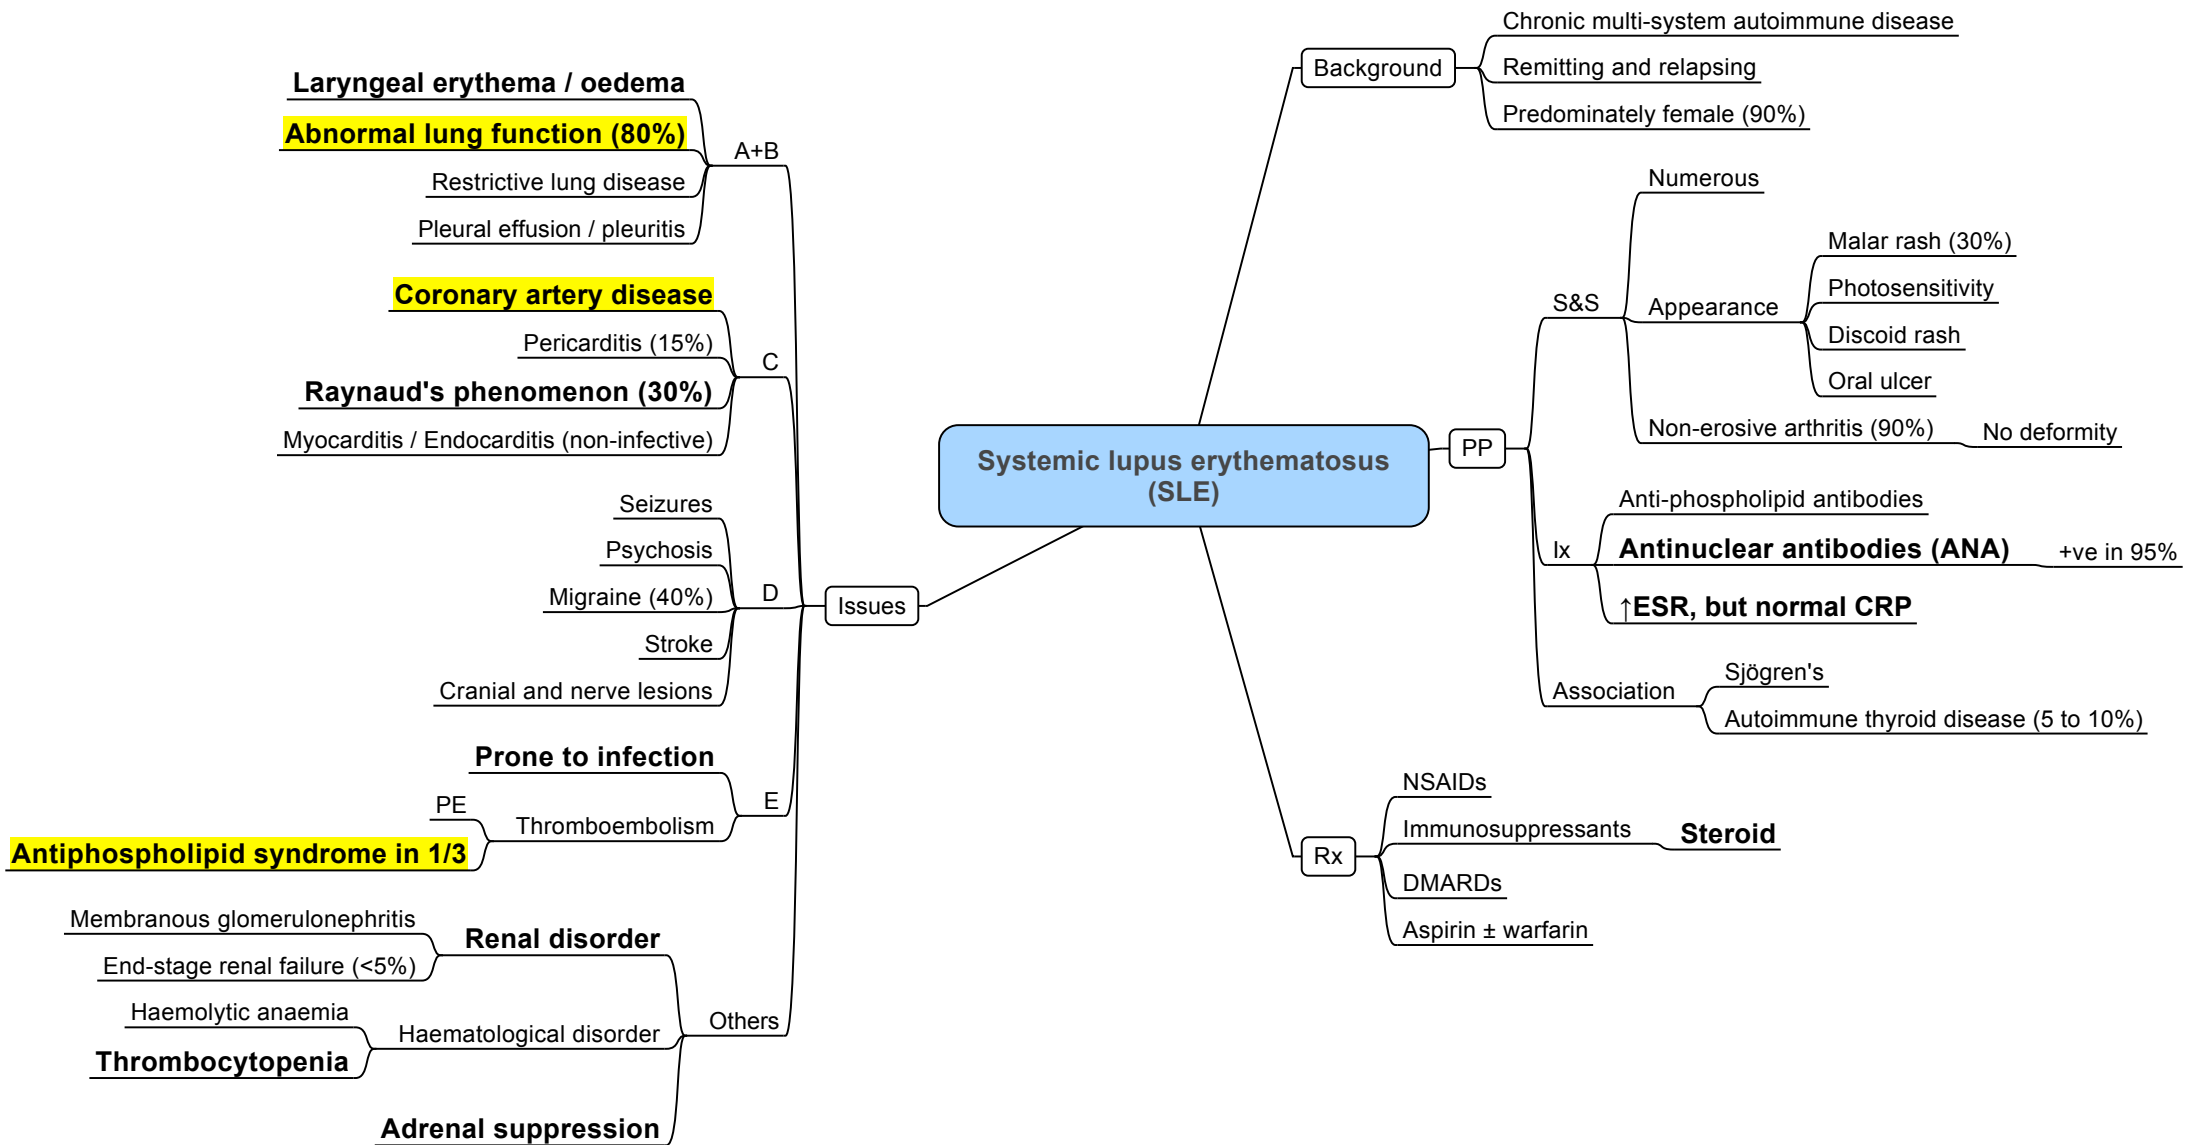 Systemic lupus erythematosus
(SLE)
Background
Chronic multi-system autoimmune disease
Remitting and relapsing
Predominately female (90%)
PP
S&S
Numerous
Appearance
Malar rash (30%)
Photosensitivity
Discoid rash
Oral ulcer
Non-erosive arthritis (90%)
No deformity
Ix
Anti-phospholipid antibodies
Antinuclear antibodies (ANA)
+ve in 95%
↑ESR, but normal CRP
Association
Sjögren's
Autoimmune thyroid disease (5 to 10%)
Rx
NSAIDs
Immunosuppressants
Steroid
DMARDs
Aspirin ± warfarin
Issues
A+B
Laryngeal erythema / oedema
Abnormal lung function (80%)
Restrictive lung disease
Pleural effusion / pleuritis
C
Coronary artery disease
Pericarditis (15%)
Raynaud's phenomenon (30%)
Myocarditis / Endocarditis (non-infective)
D
Seizures
Psychosis
Migraine (40%)
Stroke
Cranial and nerve lesions
E
Prone to infection
Thromboembolism
PE
Antiphospholipid syndrome in 1/3
Others
Renal disorder
Membranous glomerulonephritis
End-stage renal failure (<5%)
Haematological disorder
Haemolytic anaemia
Thrombocytopenia
Adrenal suppression